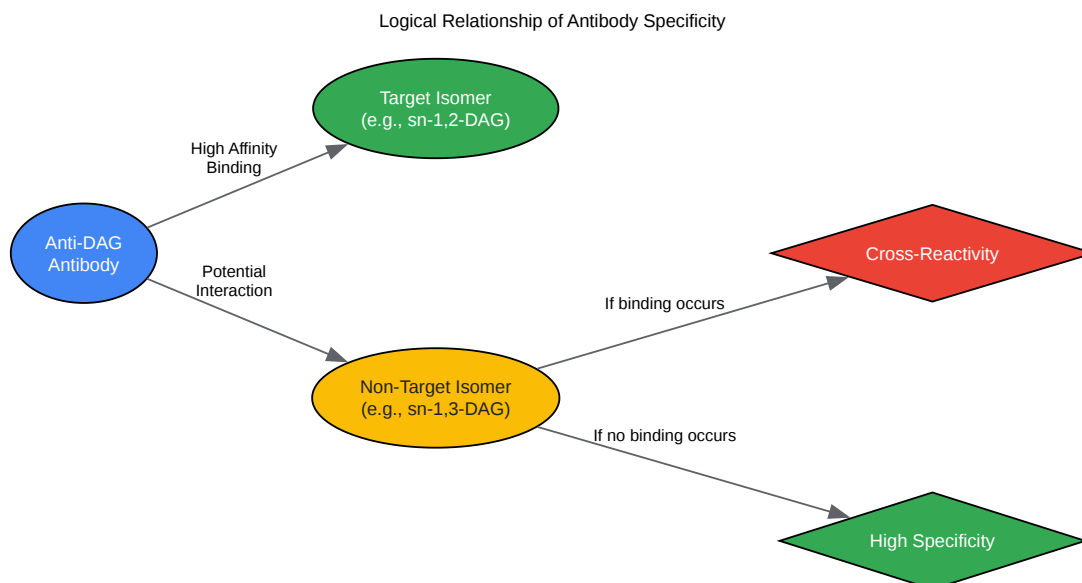 Logical Relationship of Antibody Specificity
Target Isomer
(e.g., sn-1,2-DAG)
High Affinity
Binding
Anti-DAG
Antibody
Potential
Interaction
Cross-Reactivity
If binding occurs
Non-Target Isomer
(e.g., sn-1,3-DAG)
If no binding occurs
High Specificity